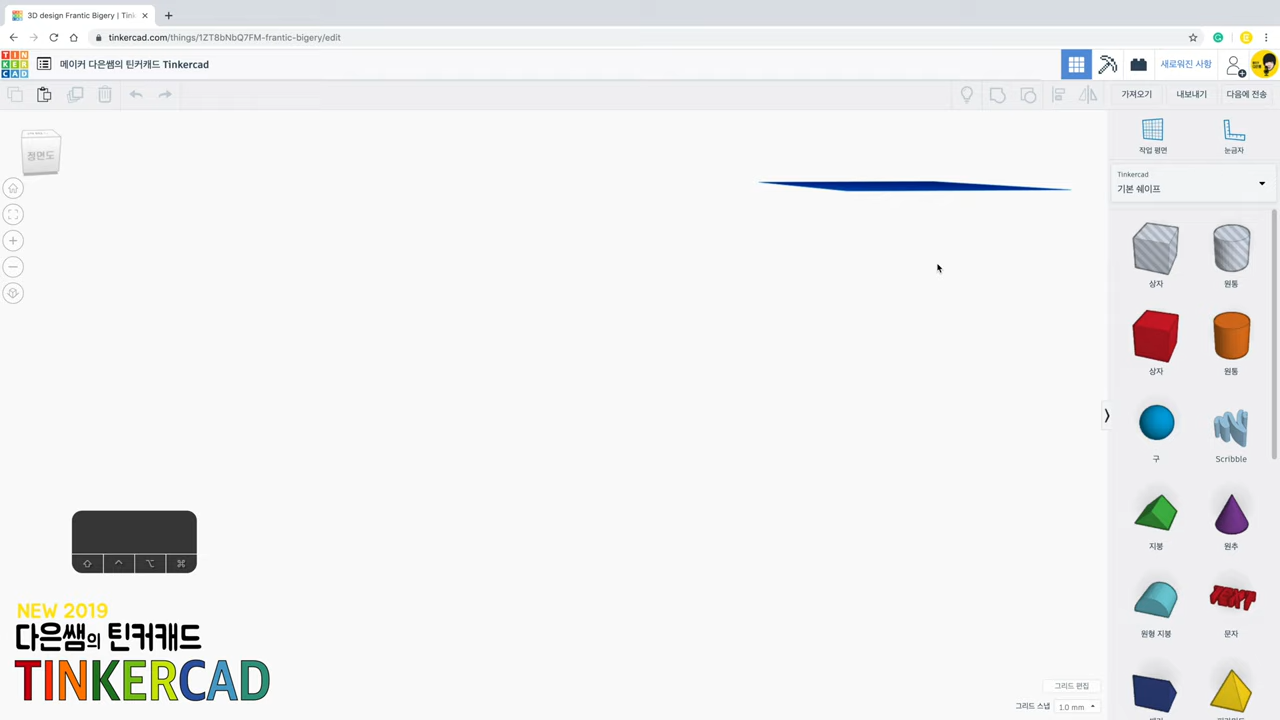 3D design Frantic Bigery | Tink
tinkercad.com/things/1ZT8bNbQ7FM-frantic-bigery/edit
TIN
KER
CAD
메이커 다은쌤의 틴커캐드 Tinkercad
새로워진 사항
가져오기
내보내기
다음에 전송
정면도
작업 평면
눈금자
Tinkercad
기본 쉐이프
상자
원통
상자
원통
구
Scribble
지붕
원추
TEXT
원형 지붕
문자
그리드 편집
그리드 스냅
1.0 mm
NEW 2019
다은쌤의 틴커캐드
TINKERCAD